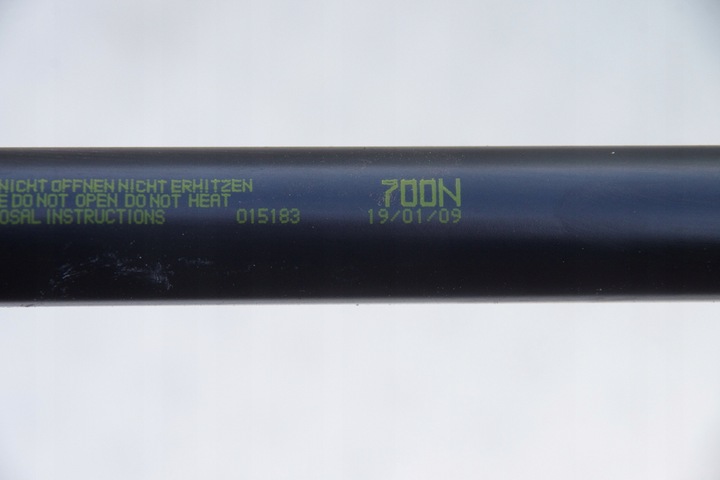 NICHT OFFNEN NICHT ERHITZEN
E DO NOT OPEN DO NOT HEAT
OSAL INSTRUCTIONS 015183
700N
19/01/09